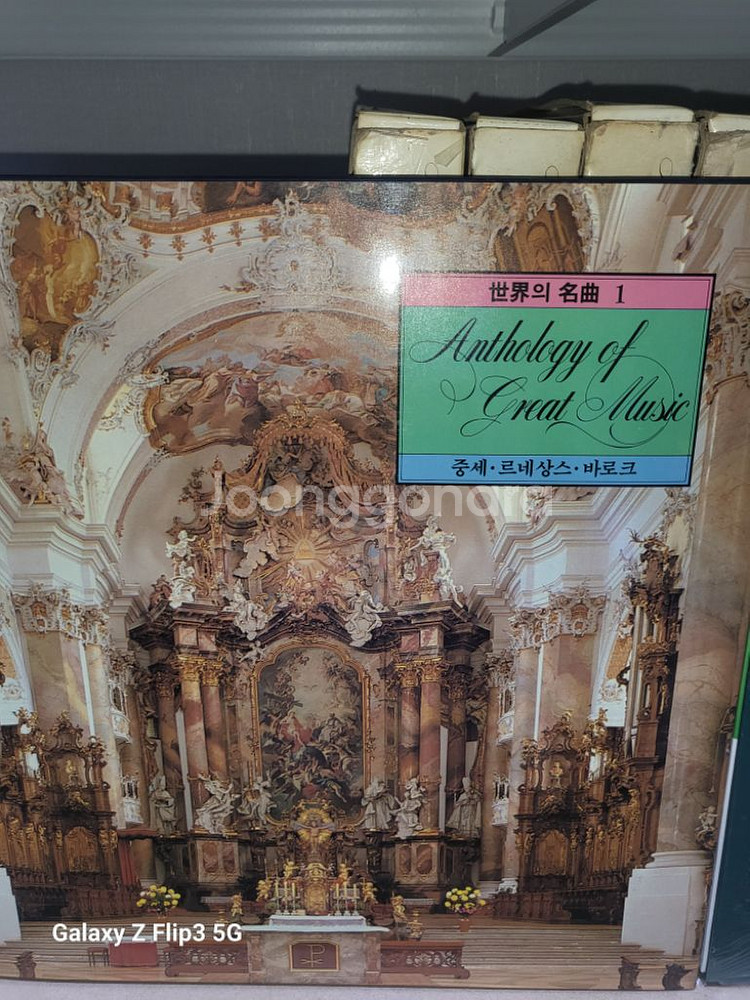 世界의 名曲 1
Anthology of
Great Music
중세·르네상스·바로크
Joonggonara
Galaxy Z Flip3 5G